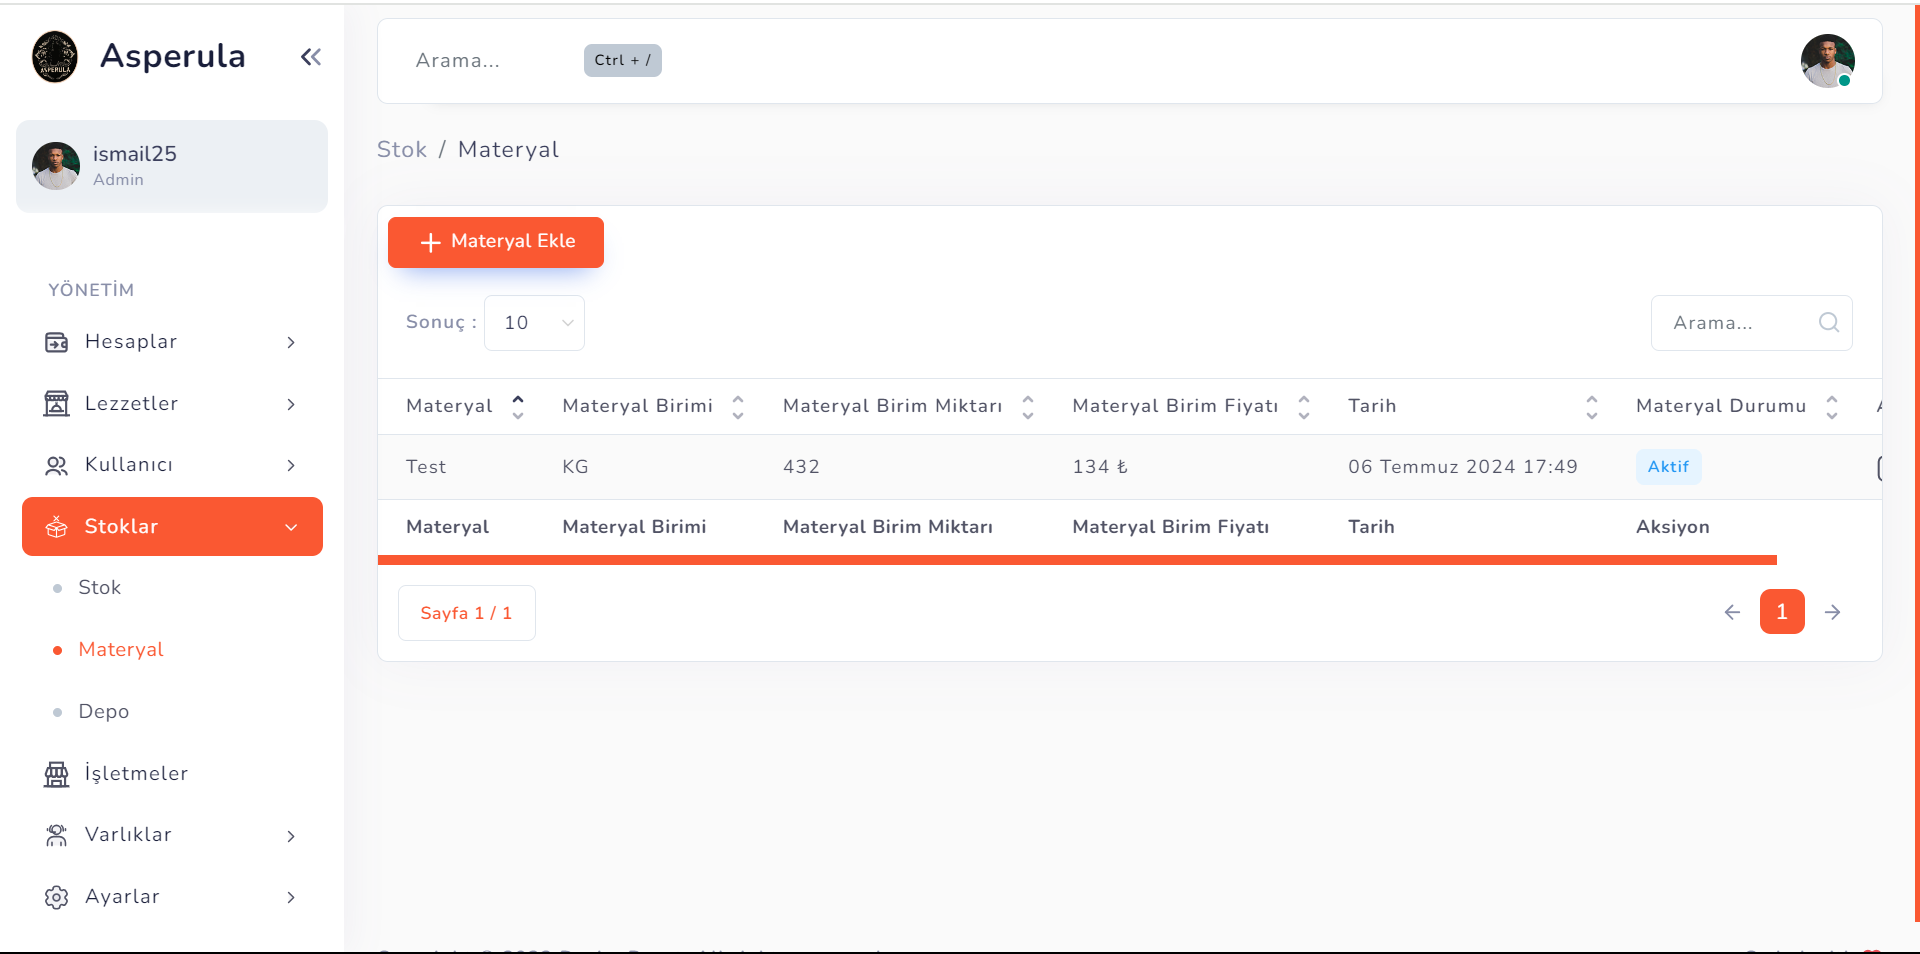 Asperula
ismail25
Admin
YÖNETİM
Hesaplar
Lezzetler
Kullanıcı
Stoklar
Stok
Materyal
Depo
İşletmeler
Varlıklar
Ayarlar
Arama... Ctrl + /
Stok / Materyal
Materyal Ekle
Sonuç : 10
Arama...
Materyal Materyal Birimi Materyal Birim Miktarı Materyal Birim Fiyatı Tarih Materyal Durumu
Test KG 432 134 ₺ 06 Temmuz 2024 17:49 Aktif
Materyal Materyal Birimi Materyal Birim Miktarı Materyal Birim Fiyatı Tarih Aksiyon
Sayfa 1 / 1
1